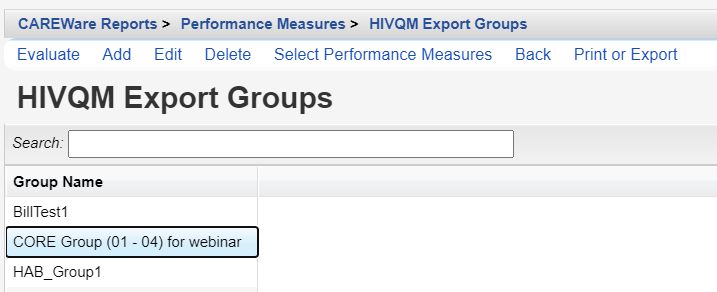 CAREWare Reports > Performance Measures > HIVQM Export Groups
Evaluate Add Edit Delete Select Performance Measures Back Print or Export
HIVQM Export Groups
Search:
Group Name
BillTest1
CORE Group (01 - 04) for webinar
HAB_Group1